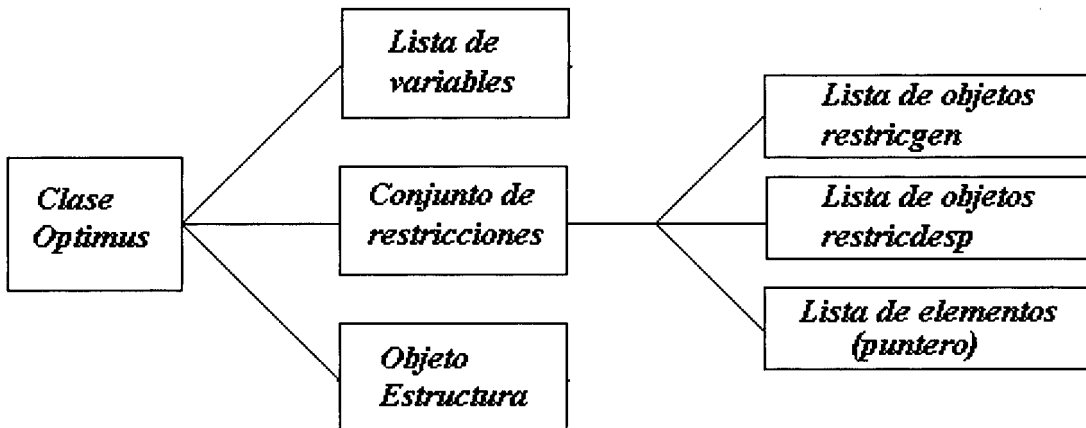 Lista de
variables
Clase
Optimus
Conjunto de
restricciones
Objeto
Estructura
Lista de objetos
restricgen
Lista de objetos
restricdesp
Lista de elementos
(puntero)